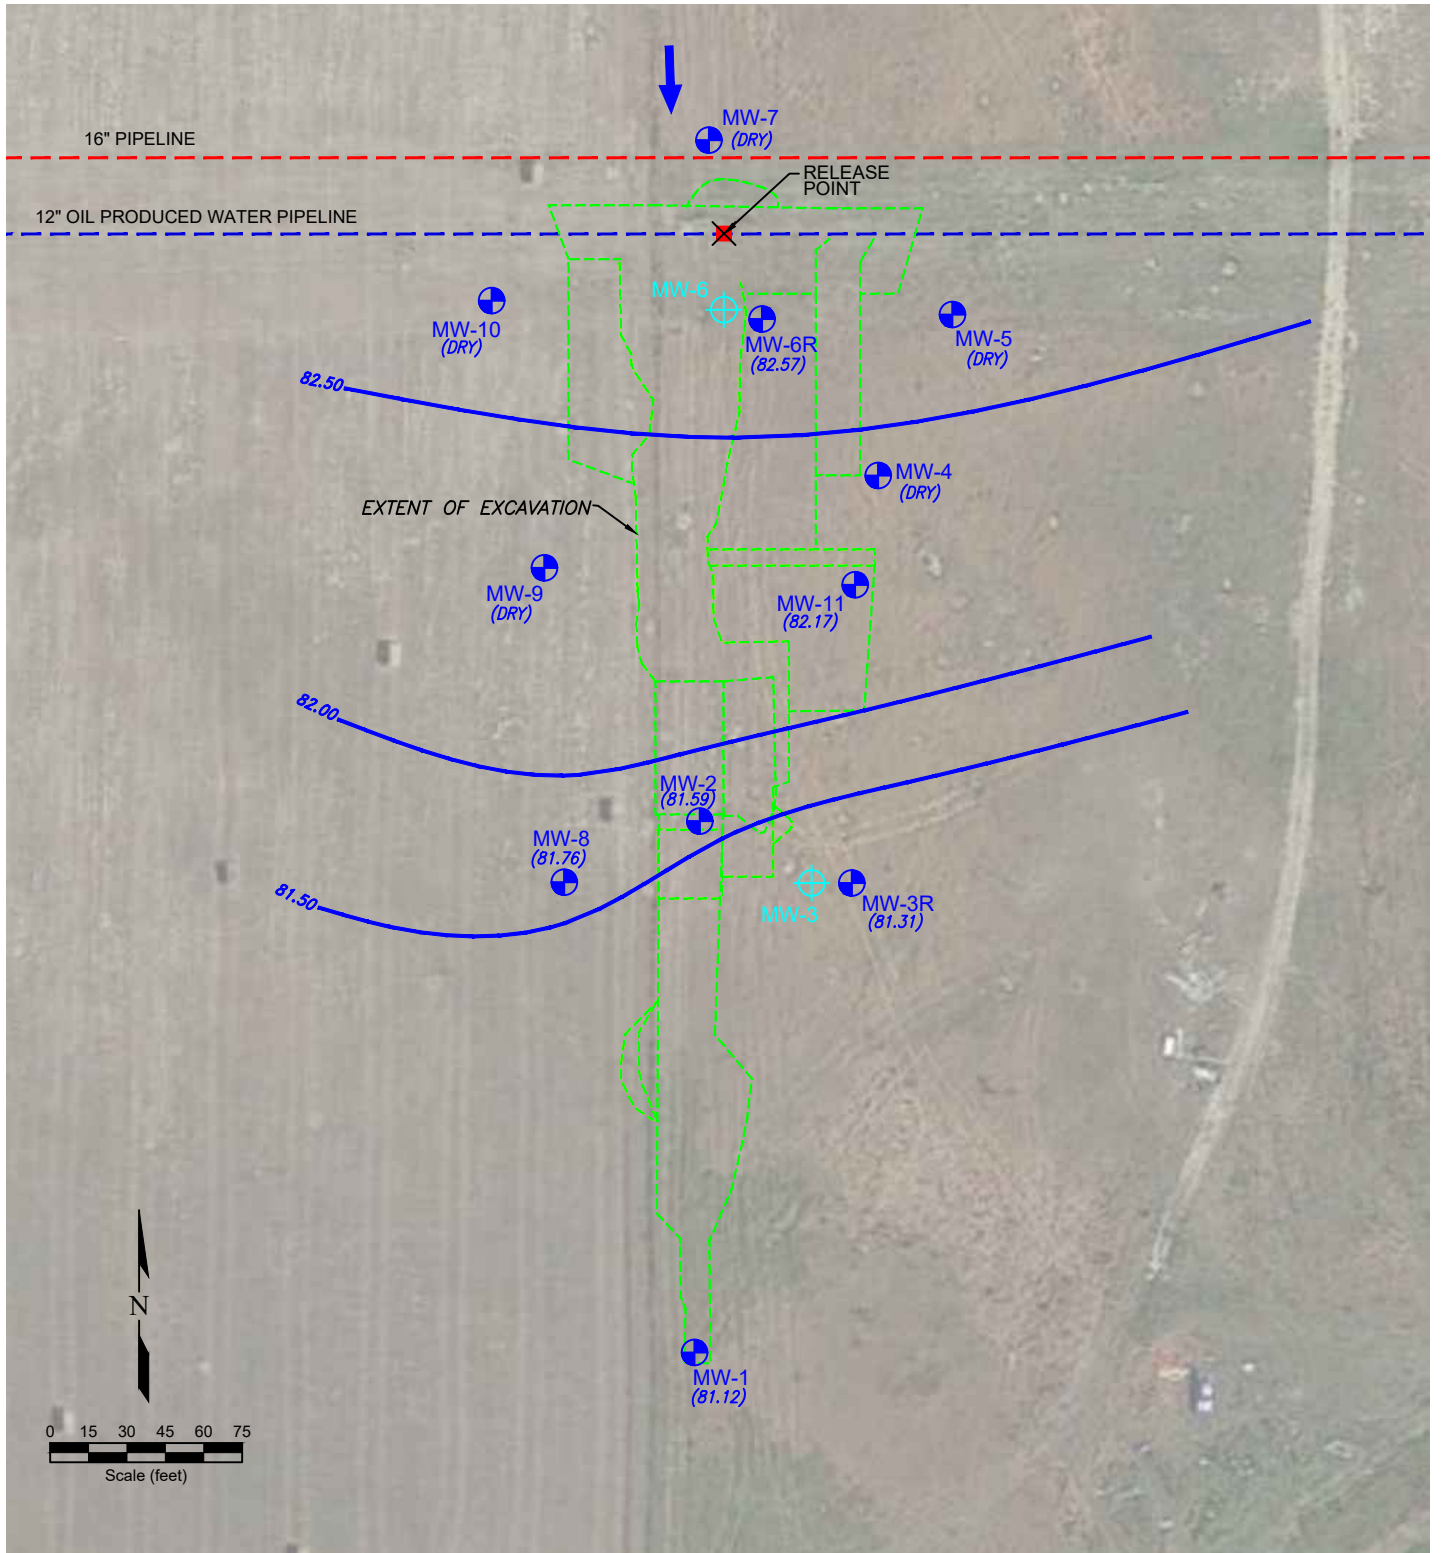 MW-7
(DRY)
16" PIPELINE
RELEASE
POINT
12" OIL PRODUCED WATER PIPELINE
MW-6
MW-10
(DRY)
MW-6R
(82.57)
MW-5
(DRY)
82.50
MW-4
(DRY)
EXTENT OF EXCAVATION
MW-9
(DRY)
MW-11
(82.17)
82.00
MW-2
(81.59)
MW-8
(81.76)
81.50
MW-3
MW-3R
(81.31)
N
MW-1
(81.12)
0 15 30 45 60 75
Scale (feet)